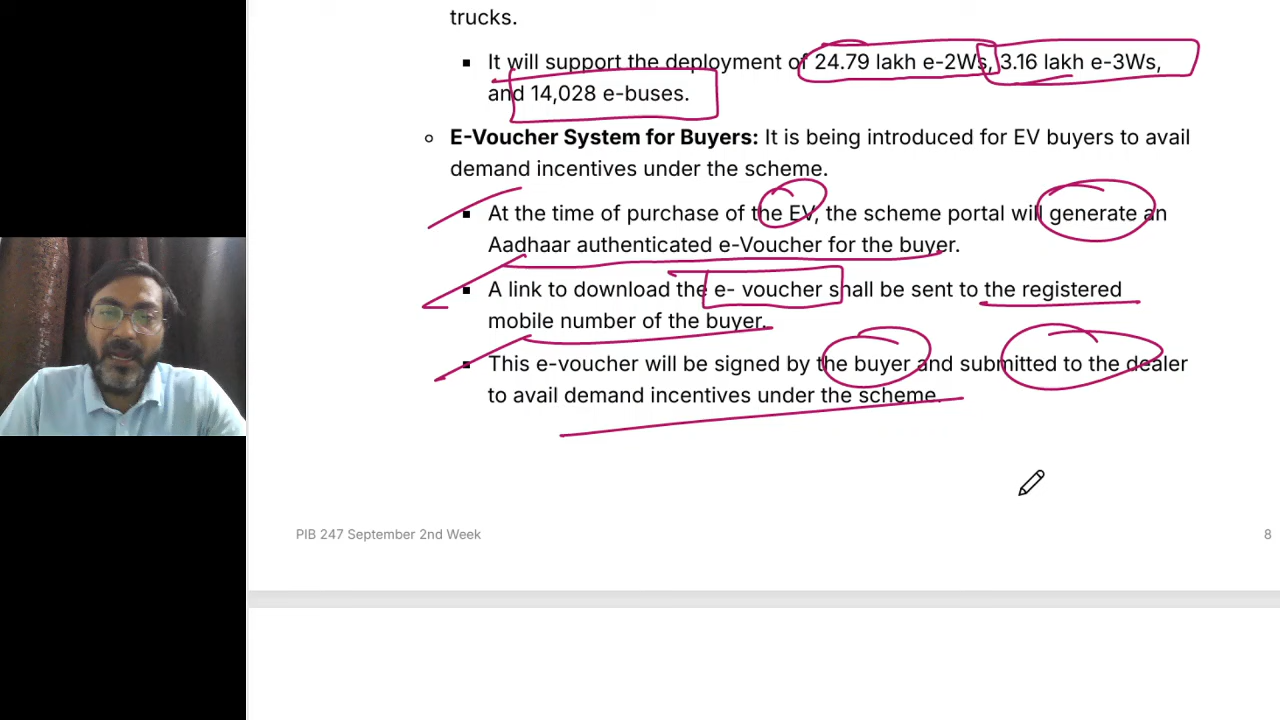 trucks.
▪ It will support the deployment of 24.79 lakh e-2Ws, 3.16 lakh e-3Ws,
and 14,028 e-buses.
○ E-Voucher System for Buyers: It is being introduced for EV buyers to avail
demand incentives under the scheme.
▪ At the time of purchase of the EV, the scheme portal will generate an
Aadhaar authenticated e-Voucher for the buyer.
▪ A link to download the e- voucher shall be sent to the registered
mobile number of the buyer.
▪ This e-voucher will be signed by the buyer and submitted to the dealer
to avail demand incentives under the scheme.
PIB 247 September 2nd Week 8